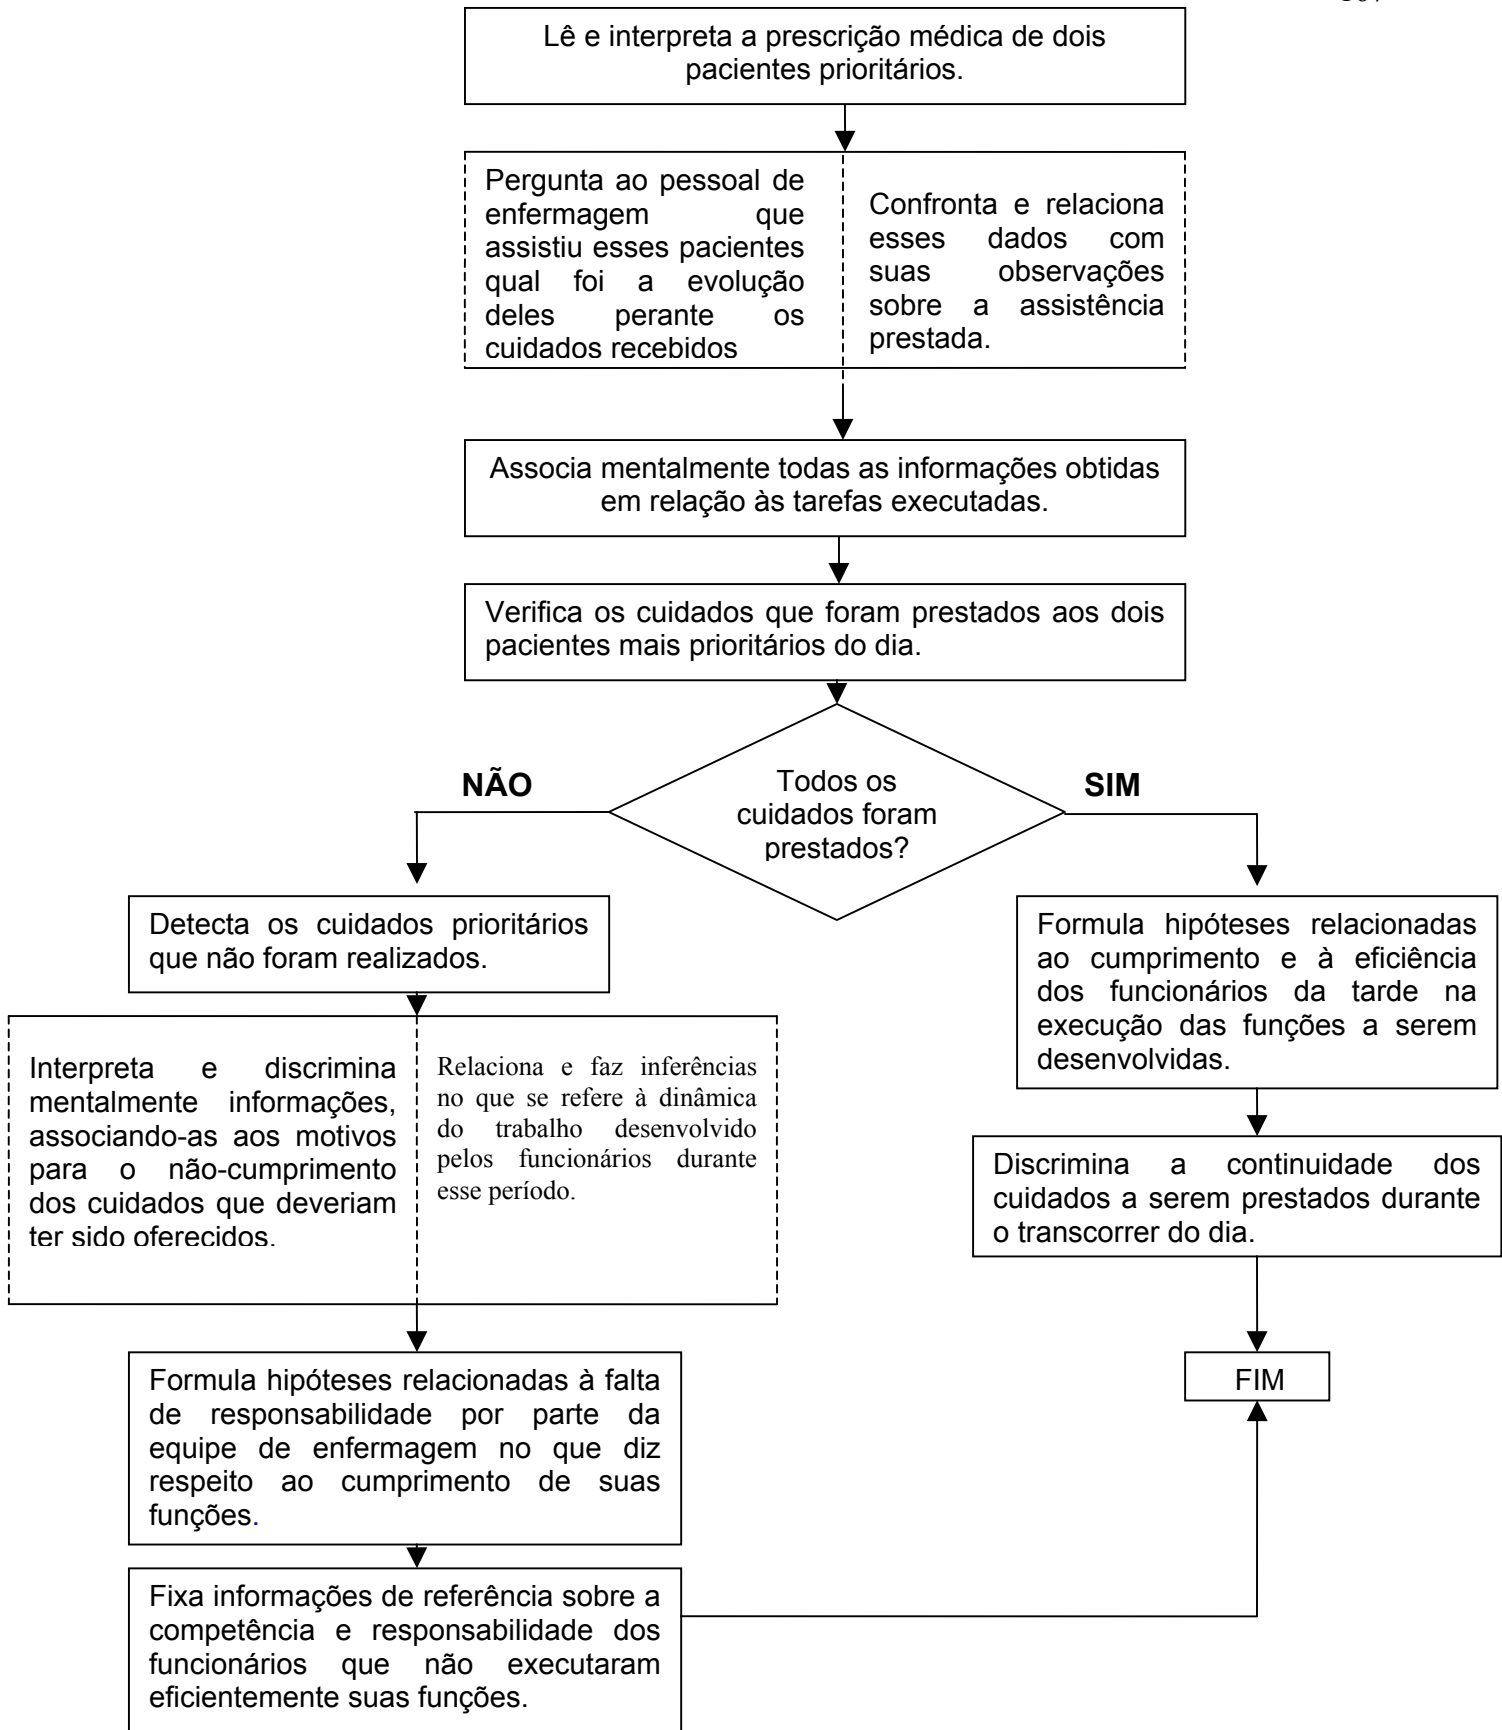 Lê e interpreta a prescrição médica de dois
pacientes prioritários.
Pergunta ao pessoal de
enfermagem que
assistiu esses pacientes
qual foi a evolução
deles perante os
cuidados recebidos
Confronta e relaciona
esses dados com
suas observações
sobre a assistência
prestada.
Associa mentalmente todas as informações obtidas
em relação às tarefas executadas.
Verifica os cuidados que foram prestados aos dois
pacientes mais prioritários do dia.
Todos os
cuidados foram
prestados?
NÃO
SIM
Detecta os cuidados prioritários
que não foram realizados.
Interpreta e discrimina
mentalmente informações,
associando-as aos motivos
para o não-cumprimento
dos cuidados que deveriam
ter sido oferecidos.
Relaciona e faz inferências
no que se refere à dinâmica
do trabalho desenvolvido
pelos funcionários durante
esse período.
Formula hipóteses relacionadas à falta
de responsabilidade por parte da
equipe de enfermagem no que diz
respeito ao cumprimento de suas
funções.
Fixa informações de referência sobre a
competência e responsabilidade dos
funcionários que não executaram
eficientemente suas funções.
Formula hipóteses relacionadas
ao cumprimento e à eficiência
dos funcionários da tarde na
execução das funções a serem
desenvolvidas.
Discrimina a continuidade dos
cuidados a serem prestados durante
o transcorrer do dia.
FIM